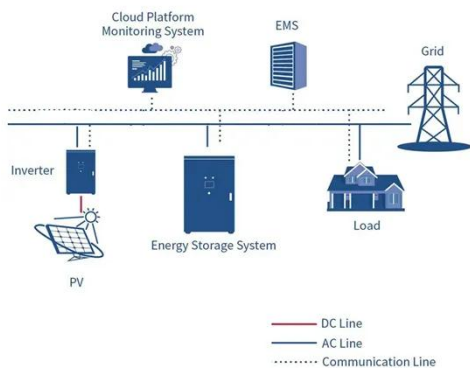 Cloud Platform
Monitoring System
EMS
Grid
Inverter
Energy Storage System
Load
PV
DC Line
AC Line
Communication Line